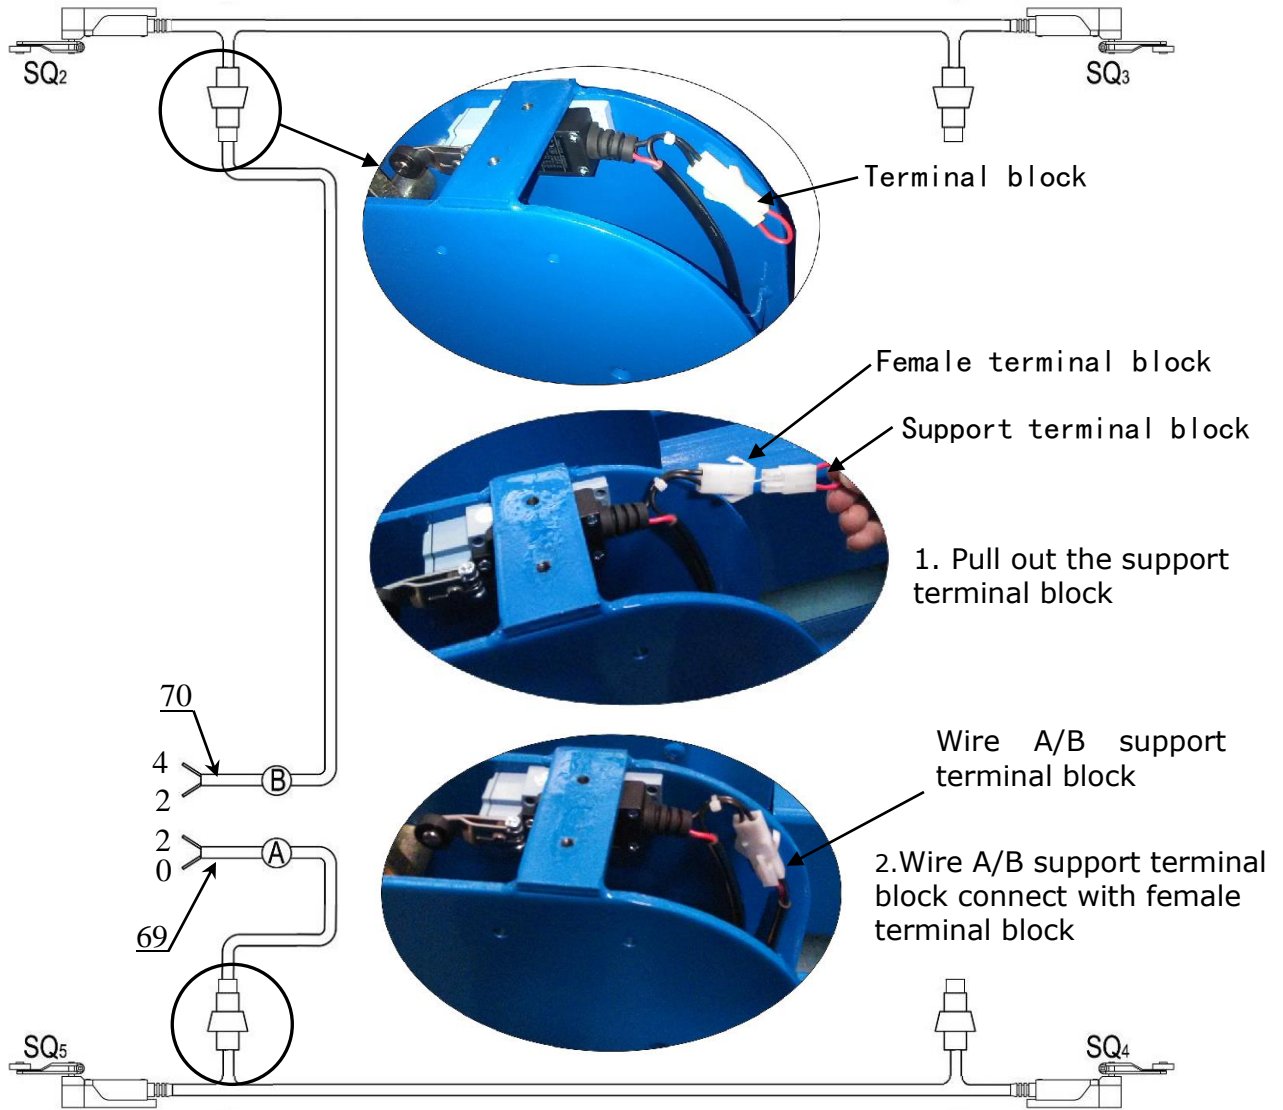 SQ2
SQ3
Terminal block
Female terminal block
Support terminal block
1. Pull out the support
terminal block
70
4
2
B
2
0
A
69
Wire A/B support
terminal block
2.Wire A/B support terminal
block connect with female
terminal block
SQ5
SQ4